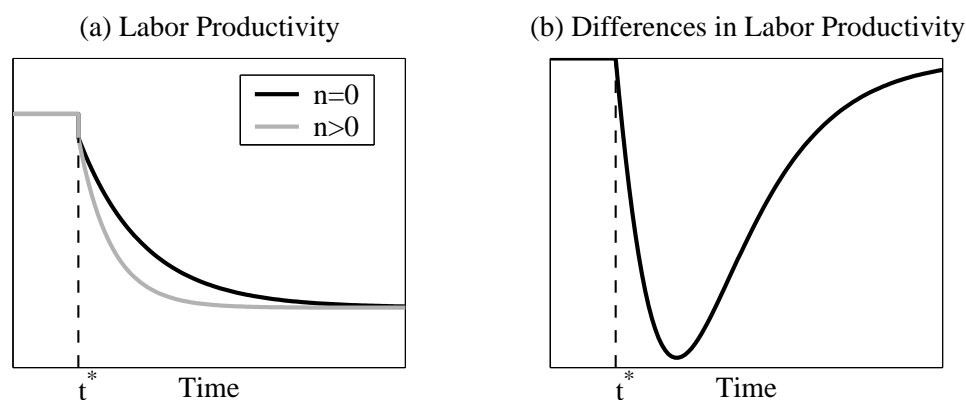 (a) Labor Productivity
n=0
n>0
t*
Time
(b) Differences in Labor Productivity
t*
Time